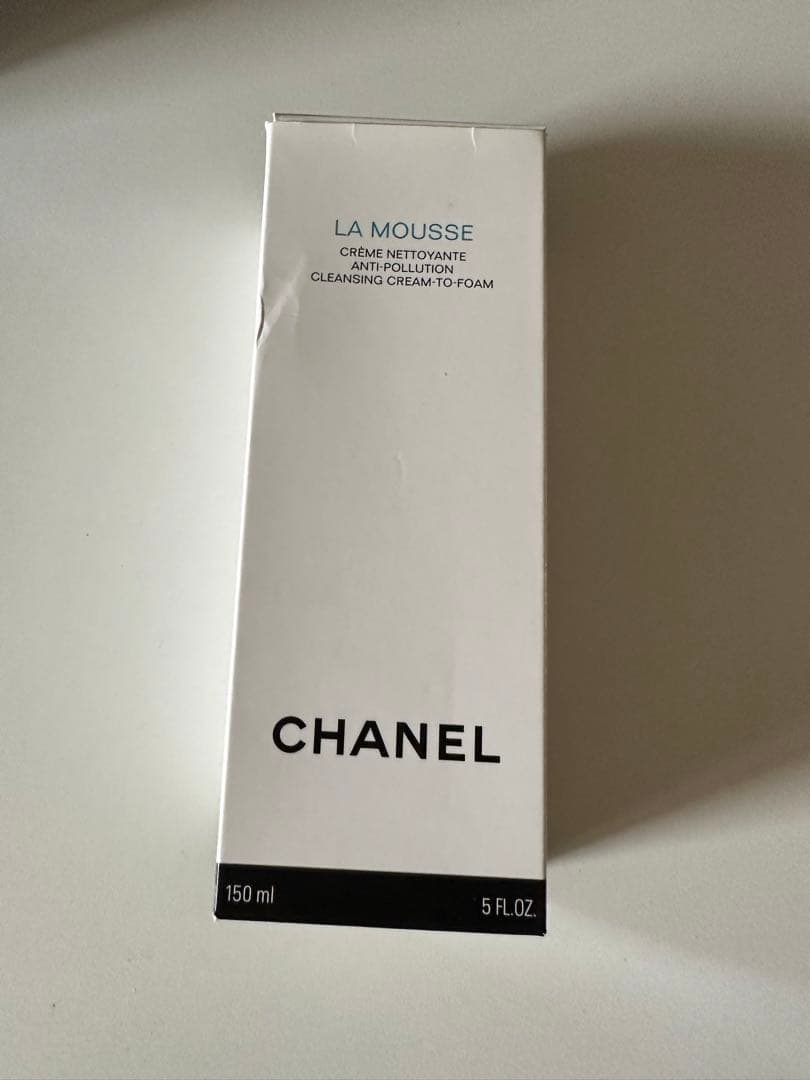 LA MOUSSE
CRÈME NETTOYANTE
ANTI-POLLUTION
CLEANSING CREAM-TO-FOAM
CHANEL
150 ml
5 FL.OZ.